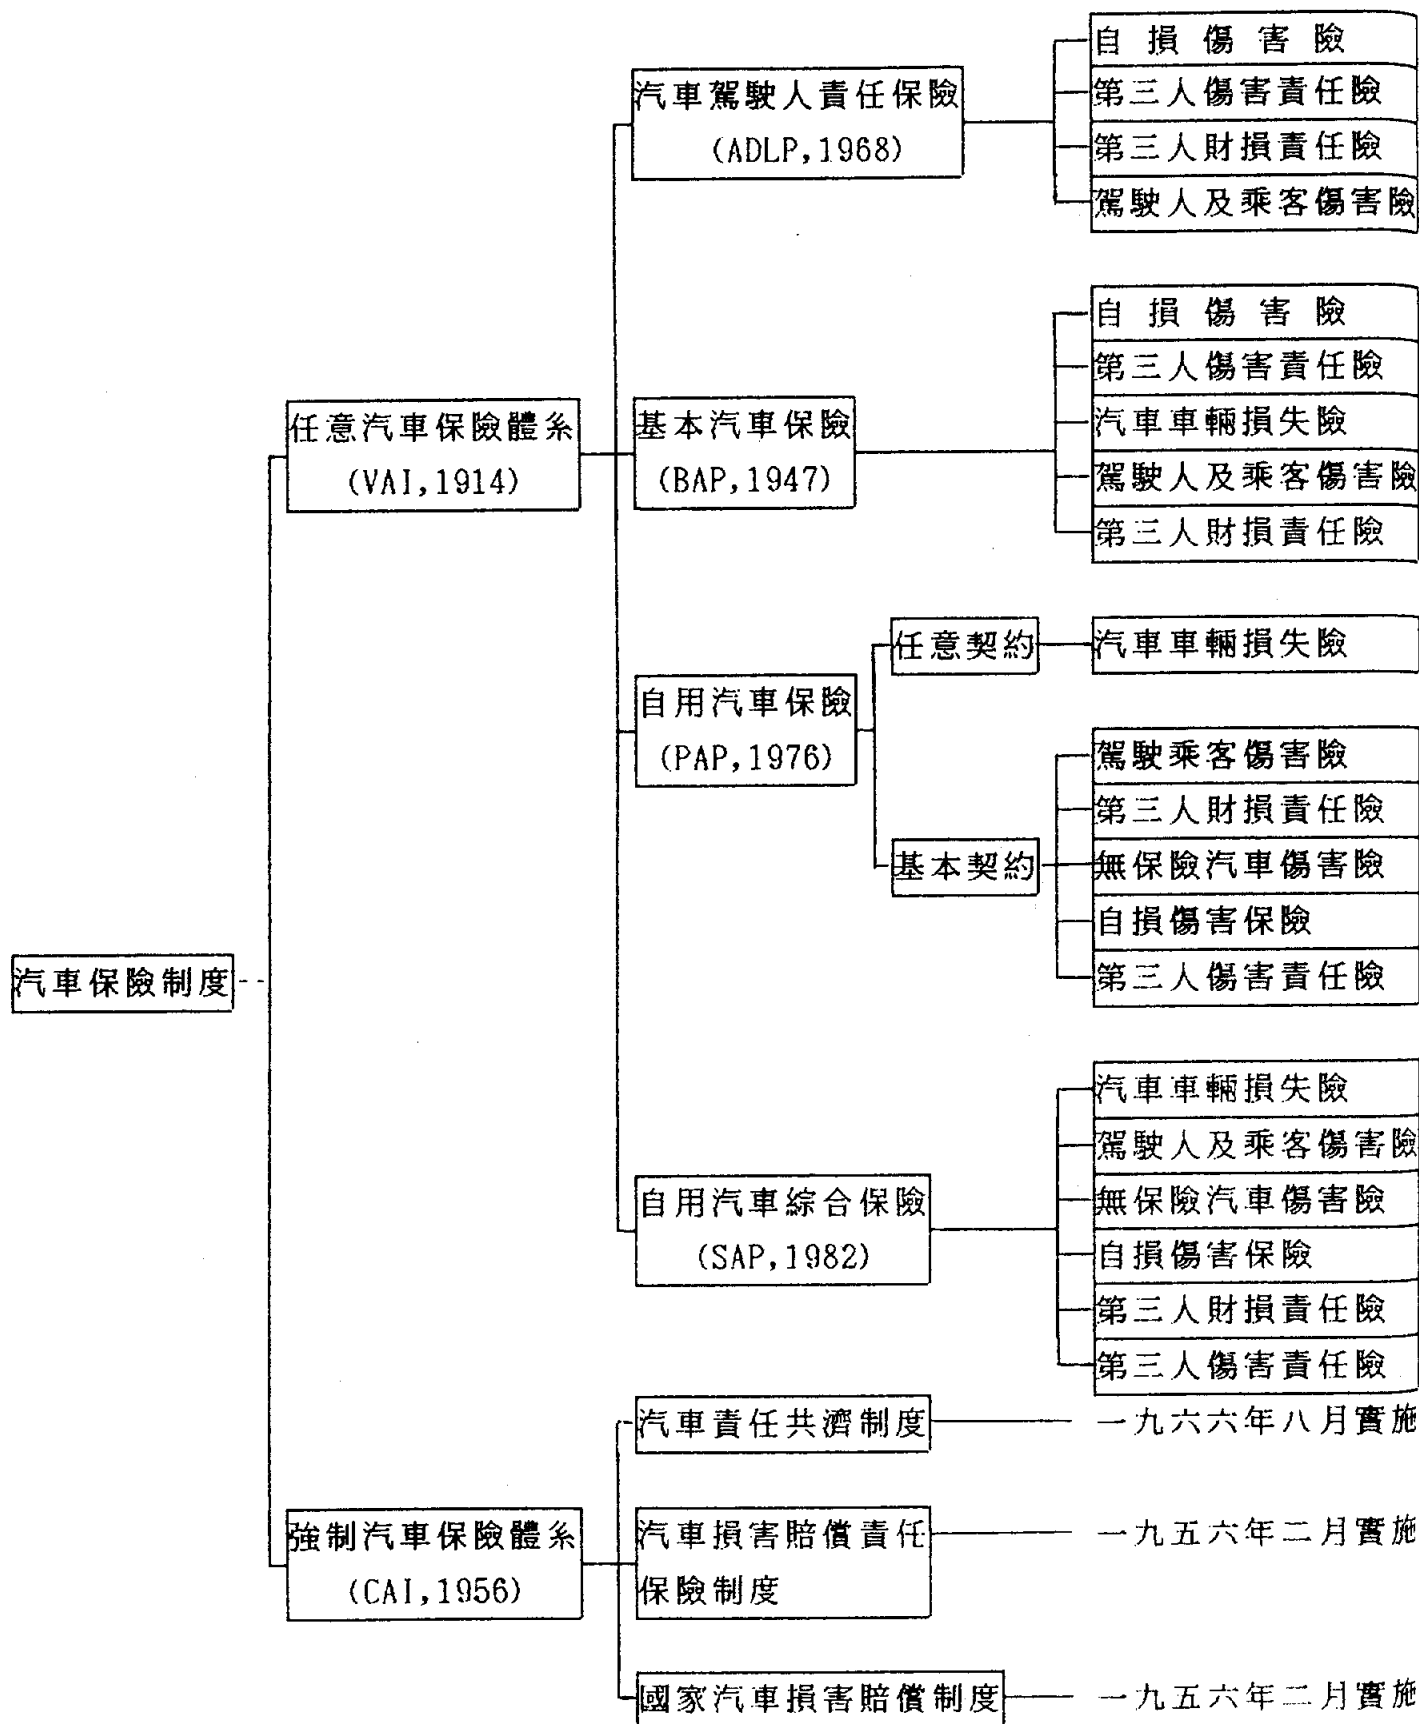 汽車保險制度
任意汽車保險體系
(VAI,1914)
汽車駕駛人責任保險
(ADLP,1968)
自損傷害險
第三人傷害責任險
第三人財損責任險
駕駛人及乘客傷害險
基本汽車保險
(BAP,1947)
自損傷害險
第三人傷害責任險
汽車車輛損失險
駕駛人及乘客傷害險
第三人財損責任險
自用汽車保險
(PAP,1976)
任意契約
汽車車輛損失險
基本契約
駕駛乘客傷害險
第三人財損責任險
無保險汽車傷害險
自損傷害保險
第三人傷害責任險
自用汽車綜合保險
(SAP,1982)
汽車車輛損失險
駕駛人及乘客傷害險
無保險汽車傷害險
自損傷害保險
第三人財損責任險
第三人傷害責任險
強制汽車保險體系
(CAI,1956)
汽車責任共濟制度
一九六六年八月實施
汽車損害賠償責任
保險制度
一九五六年二月實施
國家汽車損害賠償制度
一九五六年二月實施